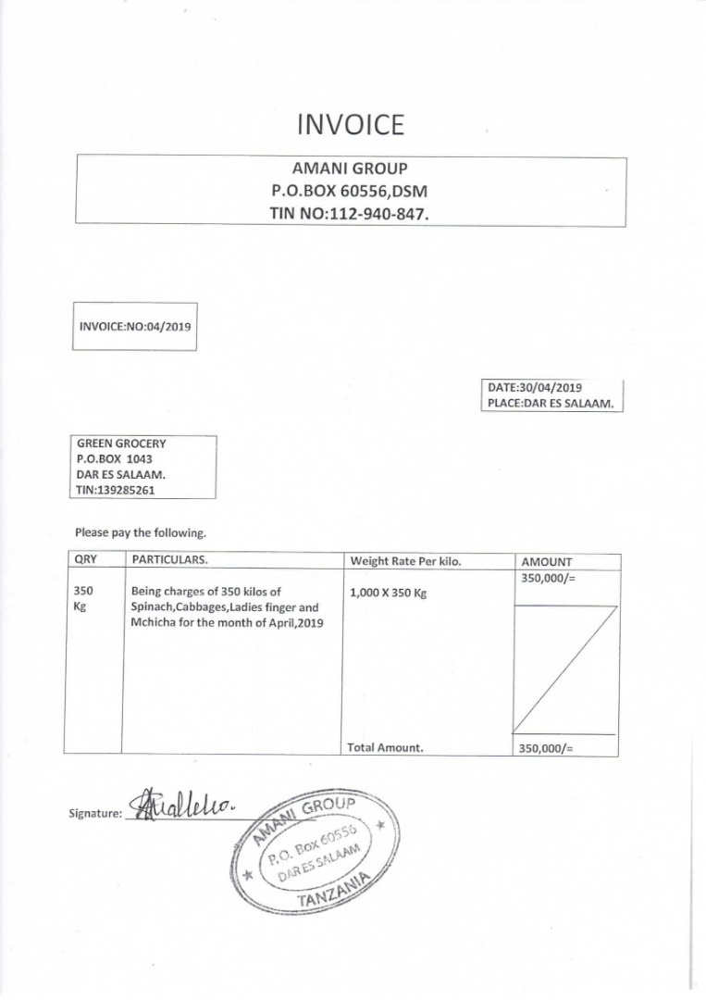 INVOICE
AMANI GROUP
P.O.BOX 60556,DSM
TIN NO:112-940-847.
INVOICE:NO:04/2019
DATE:30/04/2019
PLACE:DAR ES SALAAM.
GREEN GROCERY
P.O.BOX 1043
DAR ES SALAAM.
TIN:139285261
Please pay the following.
QRY PARTICULARS. Weight Rate Per kilo. AMOUNT
350,000/=
350 Being charges of 350 kilos of 1,000 X 350 Kg
Kg Spinach,Cabbages,Ladies finger and
Mchicha for the month of April,2019
Total Amount. 350,000/=
Signature:
AMANI GROUP
P.O. Box 60556
DAR ES SALAAM
TANZANIA